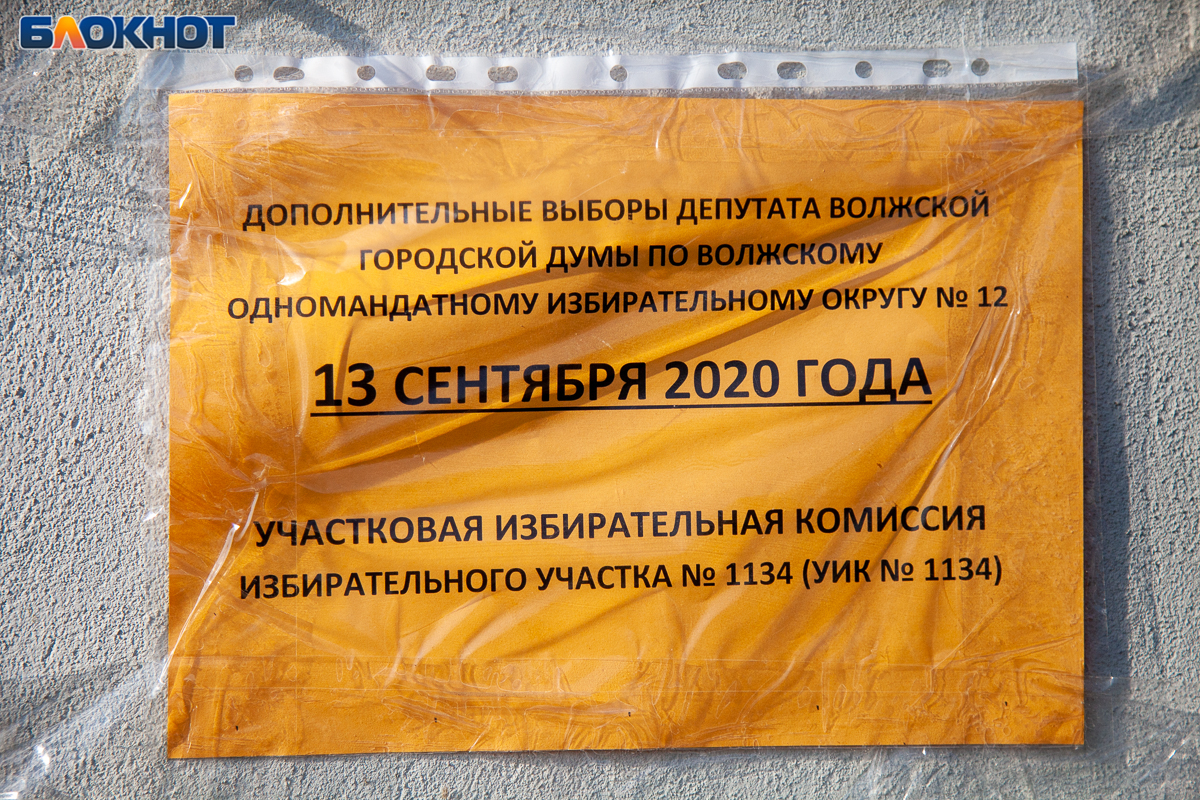 БЛОКНОТ
ДОПОЛНИТЕЛЬНЫЕ ВЫБОРЫ ДЕПУТАТА ВОЛЖСКОЙ
ГОРОДСКОЙ ДУМЫ ПО ВОЛЖСКОМУ
ОДНОМАНДАТНОМУ ИЗБИРАТЕЛЬНОМУ ОКРУГУ № 12
13 СЕНТЯБРЯ 2020 ГОДА
УЧАСТКОВАЯ ИЗБИРАТЕЛЬНАЯ КОМИССИЯ
ИЗБИРАТЕЛЬНОГО УЧАСТКА № 1134 (УИК № 1134)